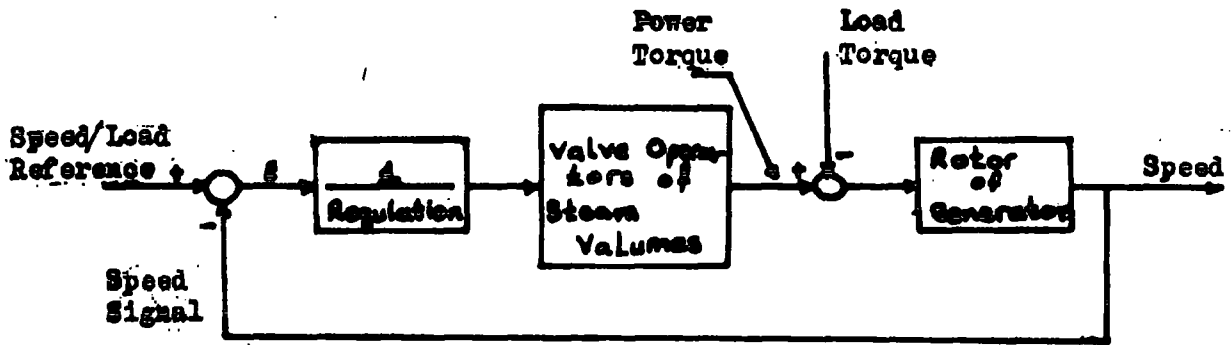 Power
Torque
Load
Torque
Speed/Load
Reference
+
-
Regulation
Valve Opera-
tors of
Steam
Valumes
+
-
Rotor
of
Generator
Speed
Speed
Signal